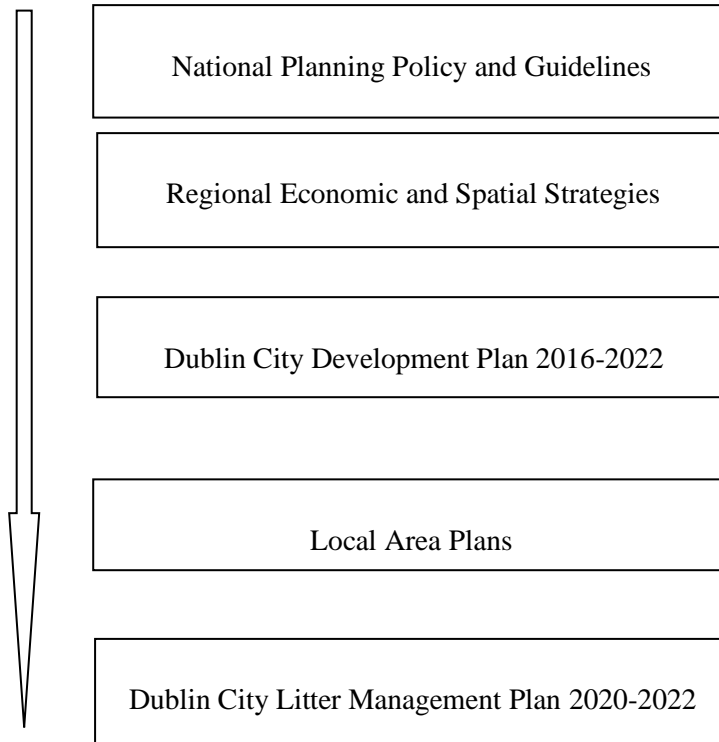 National Planning Policy and Guidelines
Regional Economic and Spatial Strategies
Dublin City Development Plan 2016-2022
Local Area Plans
Dublin City Litter Management Plan 2020-2022